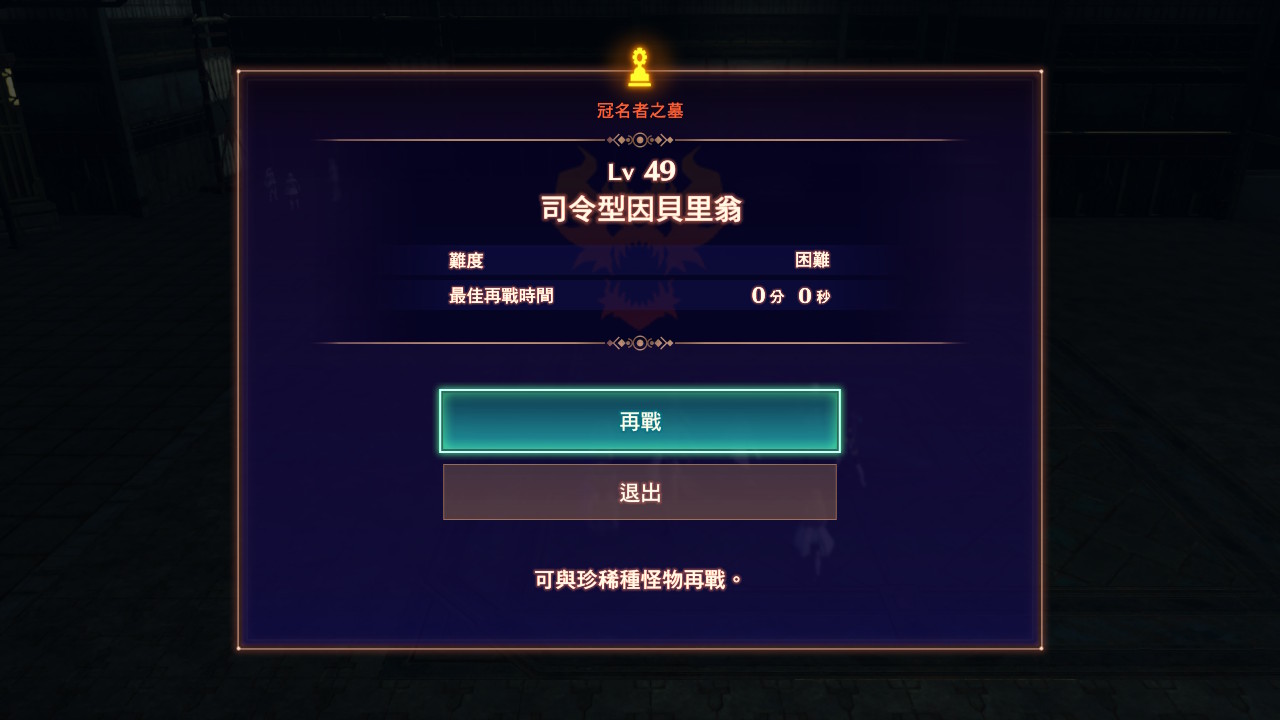 冠名者之墓
Lv 49
司令型因貝里翁
難度 困難
最佳再戰時間 0分 0秒
再戰
退出
可與珍稀種怪物再戰。